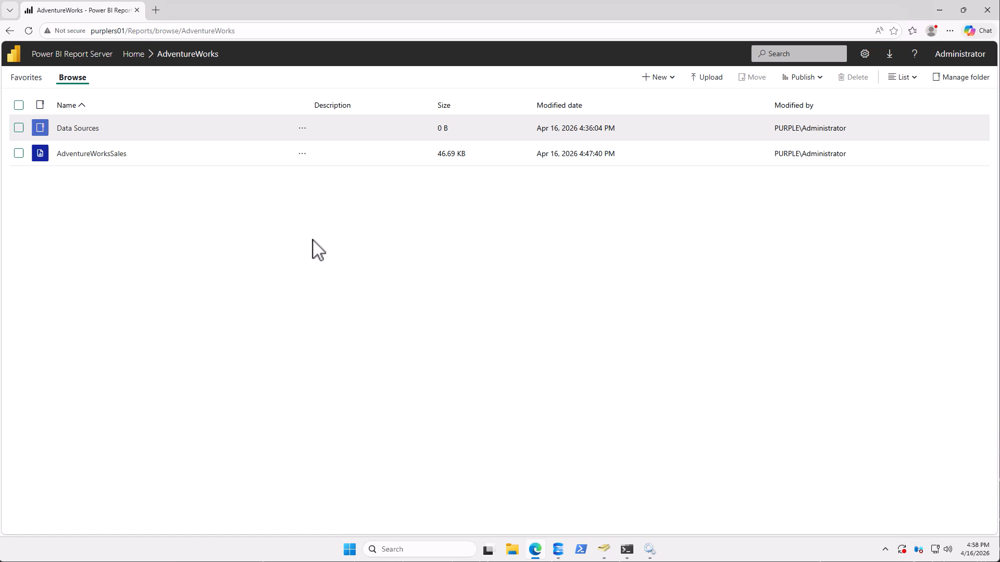 AdventureWorks - Power BI Repor
Not secure purplers01/Reports/browse/AdventureWorks
Chat
Power BI Report Server Home AdventureWorks
Search
? Administrator
Favorites Browse
New Upload Move Publish Delete List Manage folder
Name Description Size Modified date Modified by
Data Sources ... 0 B Apr 16, 2026 4:36:04 PM PURPLE\Administrator
AdventureWorksSales ... 46.69 KB Apr 16, 2026 4:47:40 PM PURPLE\Administrator
Search
4:58 PM
4/16/2026